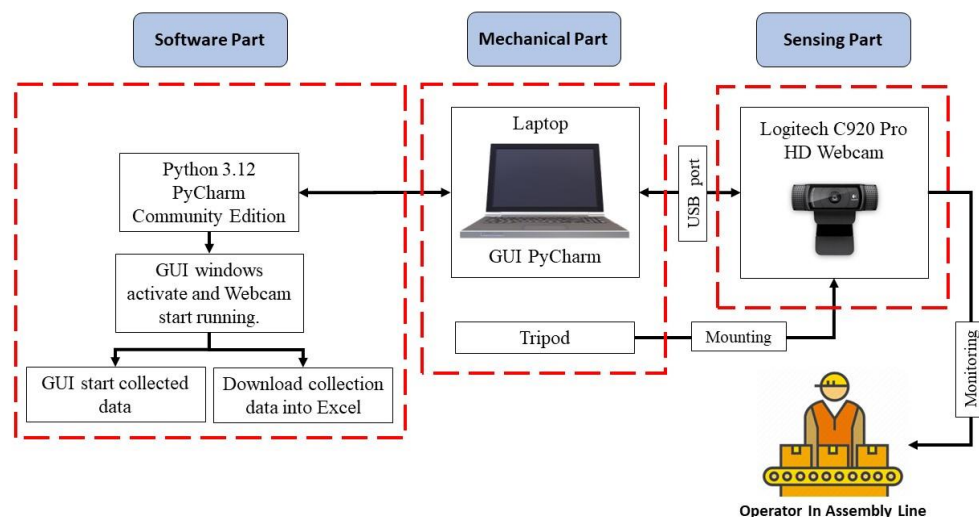 Software Part
Mechanical Part
Sensing Part
Python 3.12
PyCharm
Community Edition
GUI windows
activate and Webcam
start running.
GUI start collected
data
Download collection
data into Excel
Laptop
GUI PyCharm
Tripod
USB port
Mounting
Logitech C920 Pro
HD Webcam
Monitoring
Operator In Assembly Line